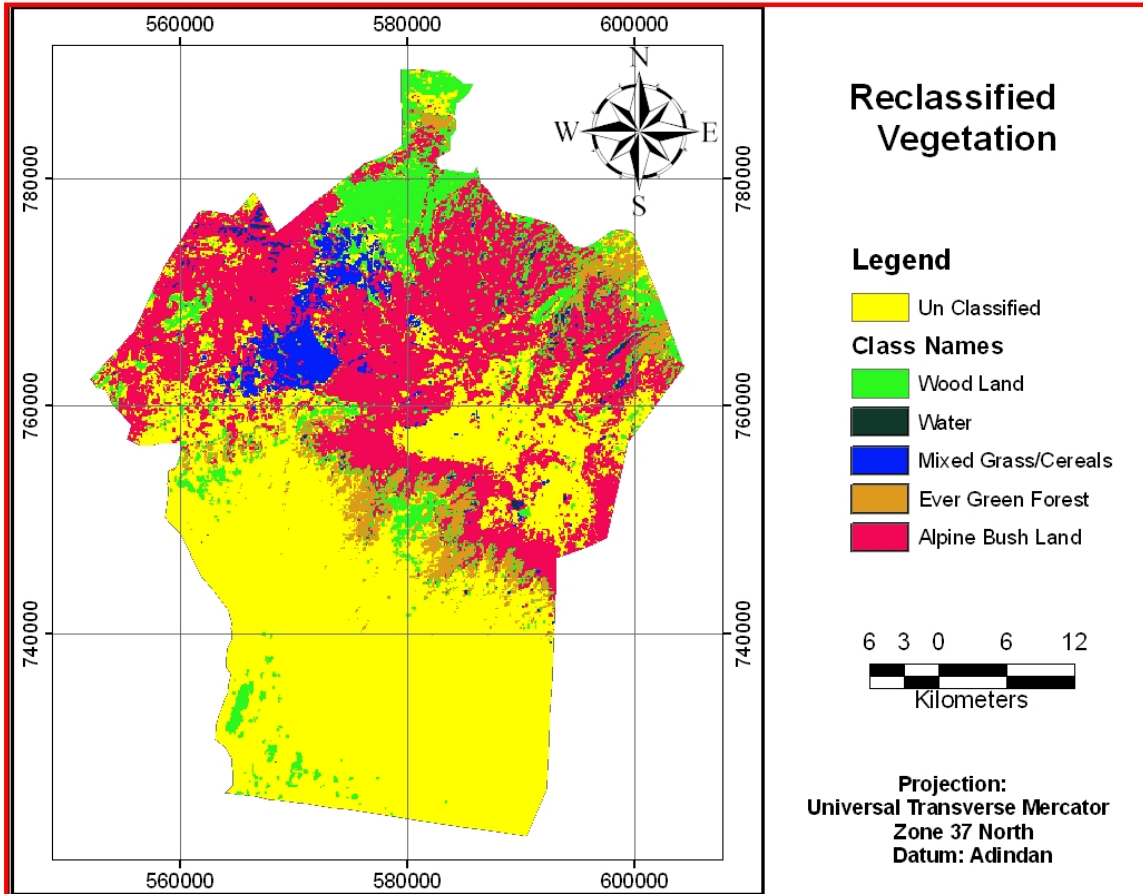 560000 580000 600000
N
W E
S
780000 780000
760000 760000
740000 740000
560000 580000 600000
Reclassified
Vegetation
Legend
Un Classified
Class Names
Wood Land
Water
Mixed Grass/Cereals
Ever Green Forest
Alpine Bush Land
6 3 0 6 12
Kilometers
Projection:
Universal Transverse Mercator
Zone 37 North
Datum: Adindan